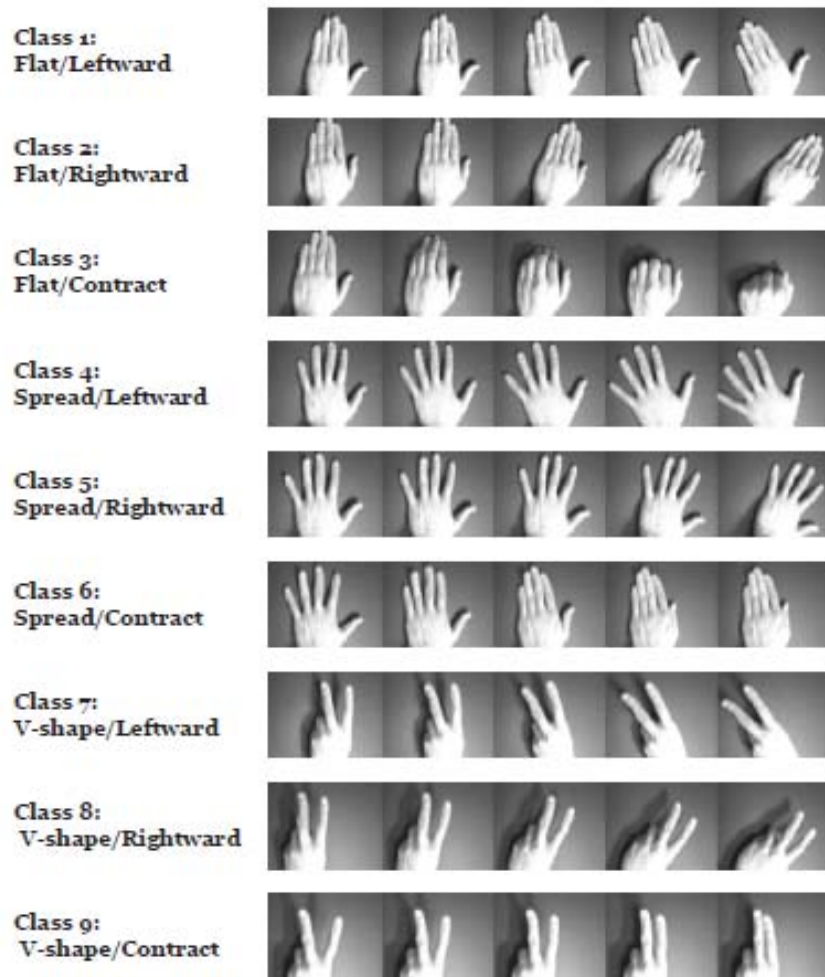 Class 1:
Flat/Leftward
Class 2:
Flat/Rightward
Class 3:
Flat/Contract
Class 4:
Spread/Leftward
Class 5:
Spread/Rightward
Class 6:
Spread/Contract
Class 7:
V-shape/Leftward
Class 8:
V-shape/Rightward
Class 9:
V-shape/Contract